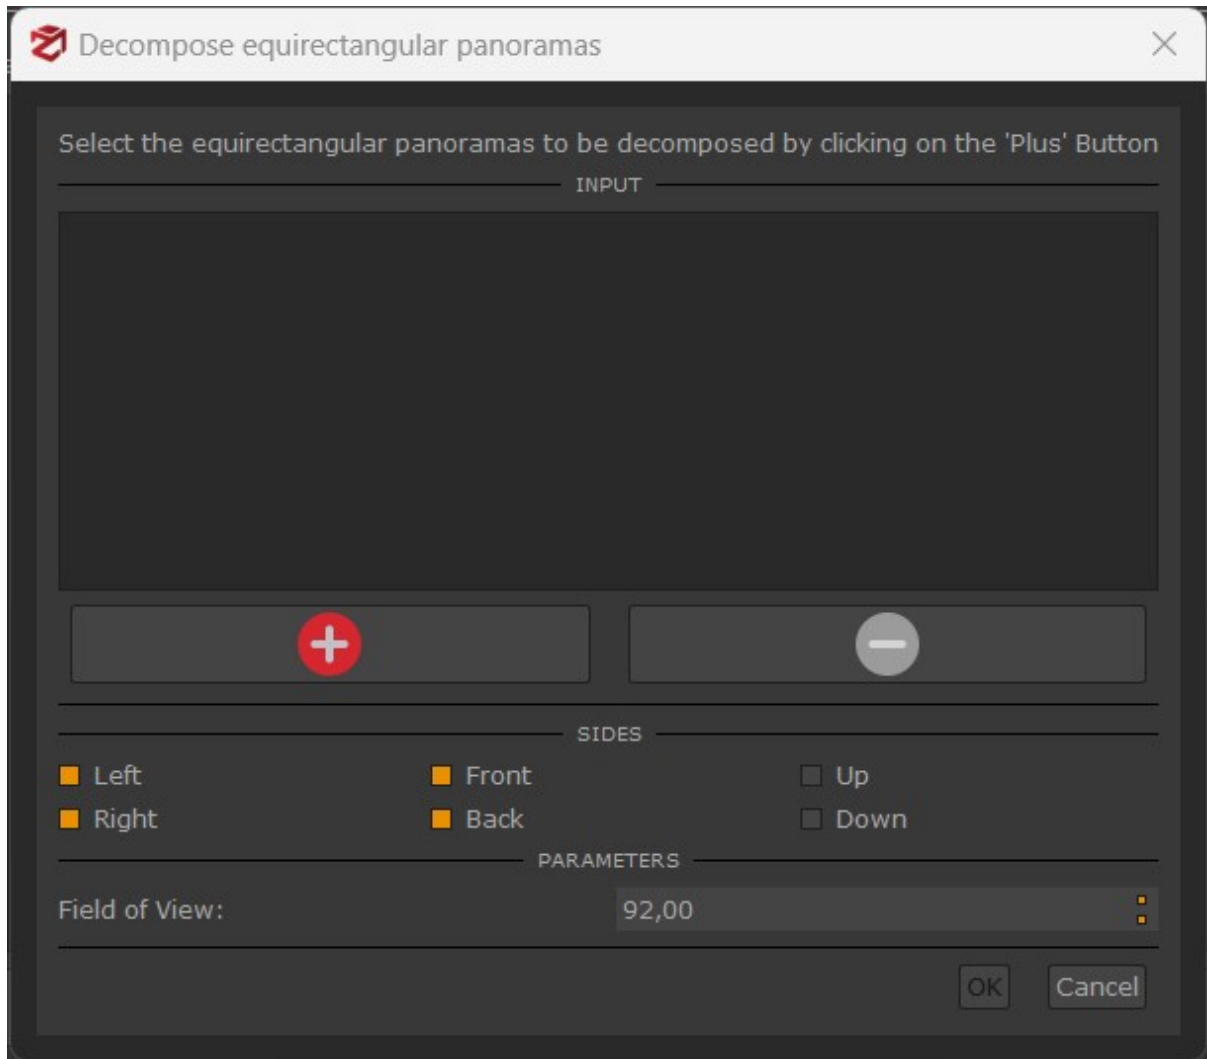 Decompose equirectangular panoramas
Select the equirectangular panoramas to be decomposed by clicking on the 'Plus' Button
INPUT
SIDES
Left Front Up
Right Back Down
PARAMETERS
Field of View: 92,00
OK Cancel